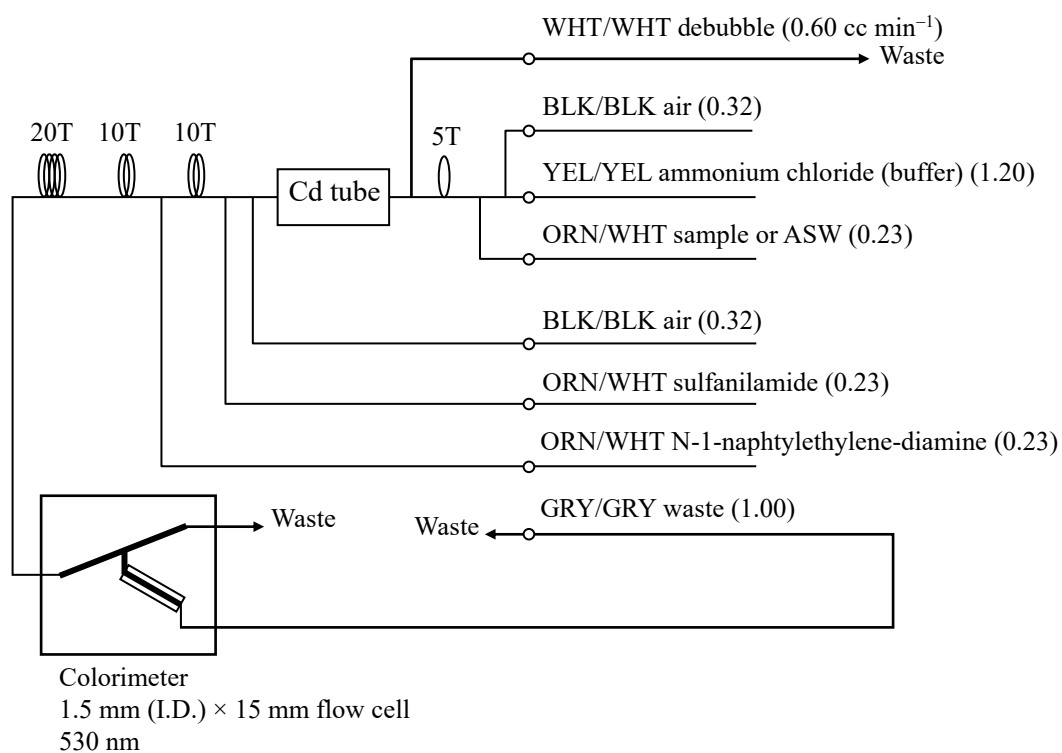 WHT/WHT debubble (0.60 cc min⁻¹)
Waste
BLK/BLK air (0.32)
20T 10T 10T 5T
YEL/YEL ammonium chloride (buffer) (1.20)
Cd tube
ORN/WHT sample or ASW (0.23)
BLK/BLK air (0.32)
ORN/WHT sulfanilamide (0.23)
ORN/WHT N-1-naphtylethylene-diamine (0.23)
GRY/GRY waste (1.00)
Waste
Waste
Colorimeter
1.5 mm (I.D.) × 15 mm flow cell
530 nm